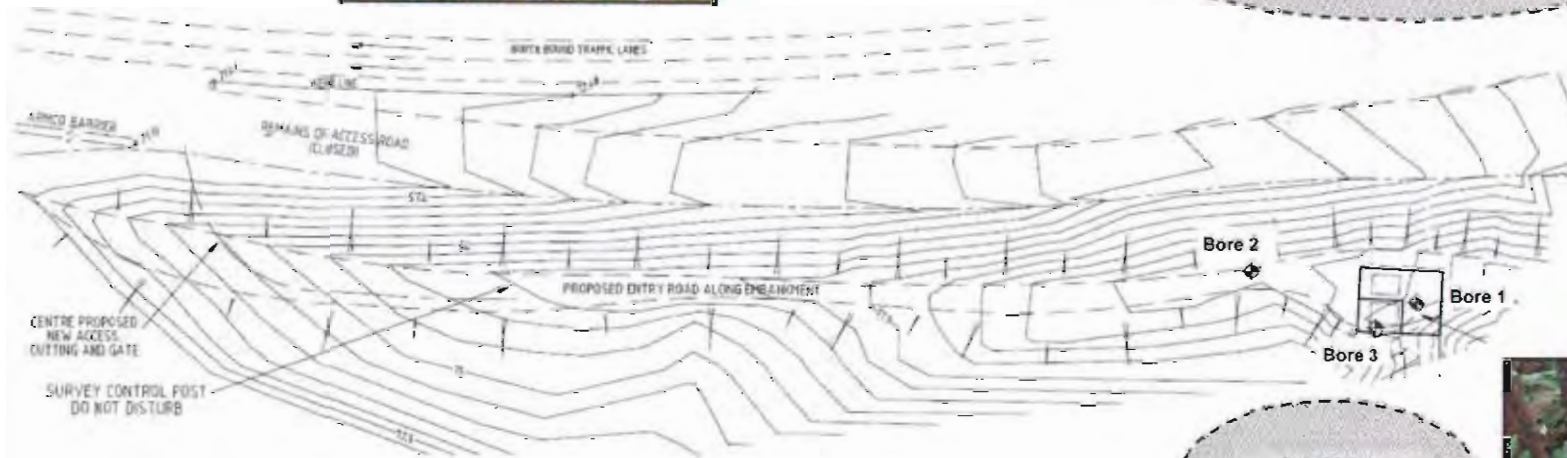 BOUND TRAFFIC LANES
ARMCO BARRIER
REMAINS OF ACCESS ROAD
(CLOSED)
Bore 2
PROPOSED ENTRY ROAD ALONG EMBANKMENT
Bore 1
CENTRE PROPOSED
NEW ACCESS,
CUTTING AND GATE
Bore 3
SURVEY CONTROL POST
DO NOT DISTURB